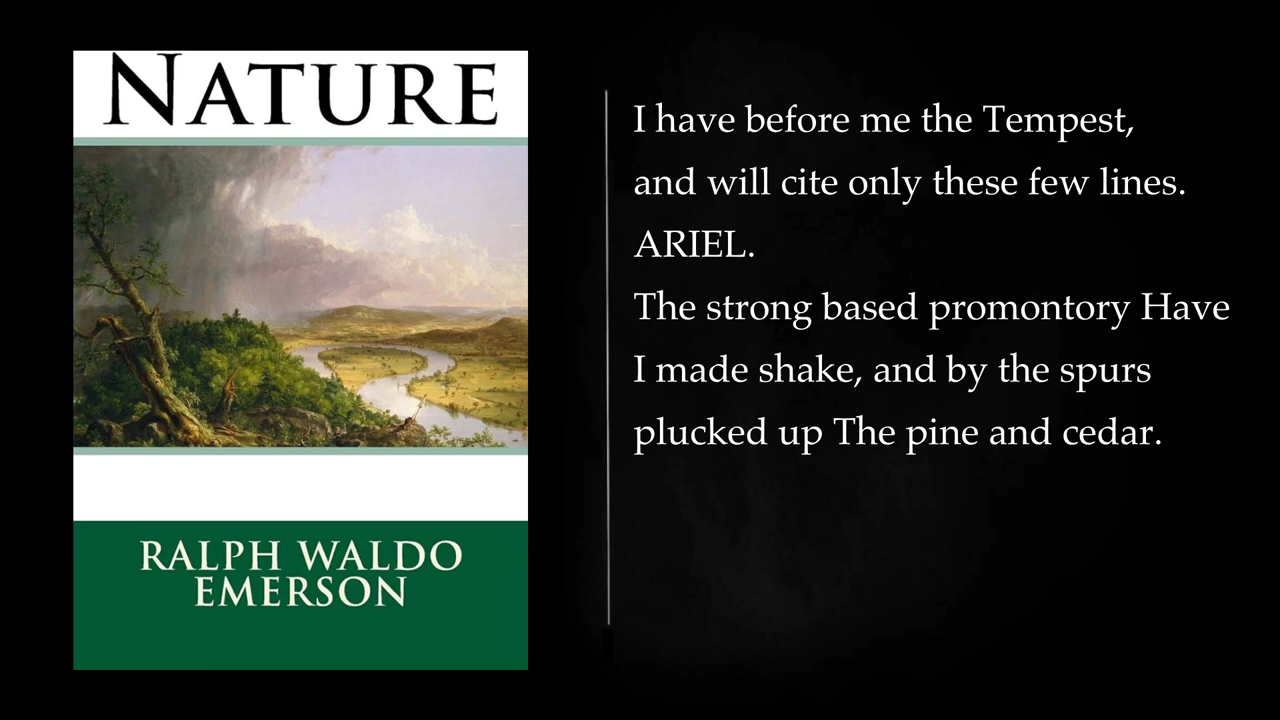 NATURE
RALPH WALDO
EMERSON
I have before me the Tempest,
and will cite only these few lines.
ARIEL.
The strong based promontory Have
I made shake, and by the spurs
plucked up The pine and cedar.